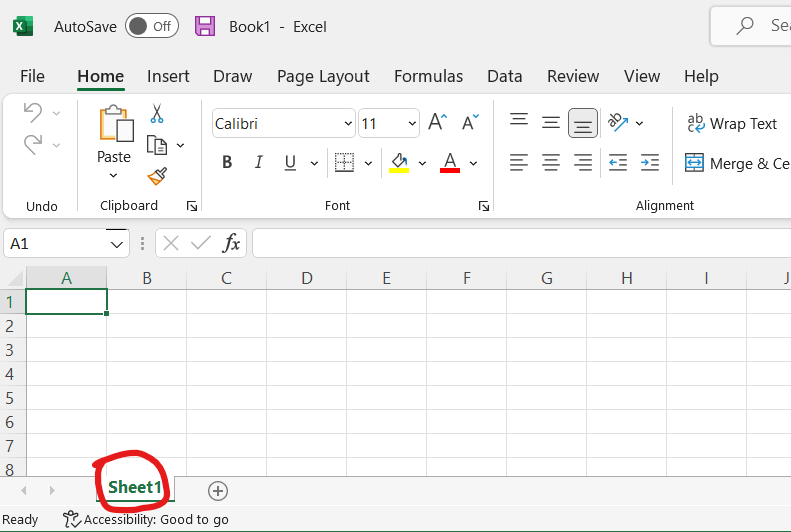 AutoSave Off Book1 - Excel Sea
File Home Insert Draw Page Layout Formulas Data Review View Help
Paste Calibri 11 A A ab c Wrap Text
B I U A Merge & Ce
Undo Clipboard Font Alignment
A1 fx
A B C D E F G H I J
1
2
3
4
5
6
7
8
Sheet1
Ready Accessibility: Good to go